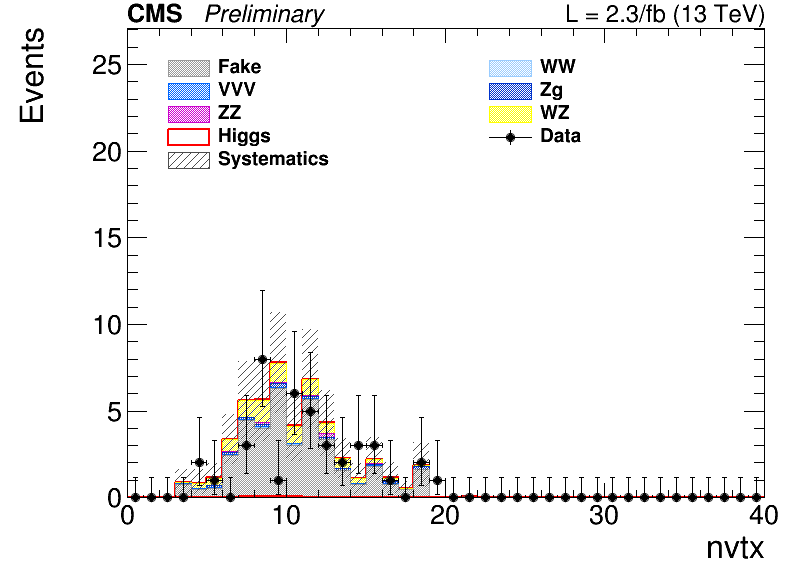 CMS Preliminary L = 2.3/fb (13 TeV)
Events
25
20
15
10
5
0
Fake WW
VVV Zg
ZZ WZ
Higgs Data
Systematics
0 10 20 30 40
nvtx